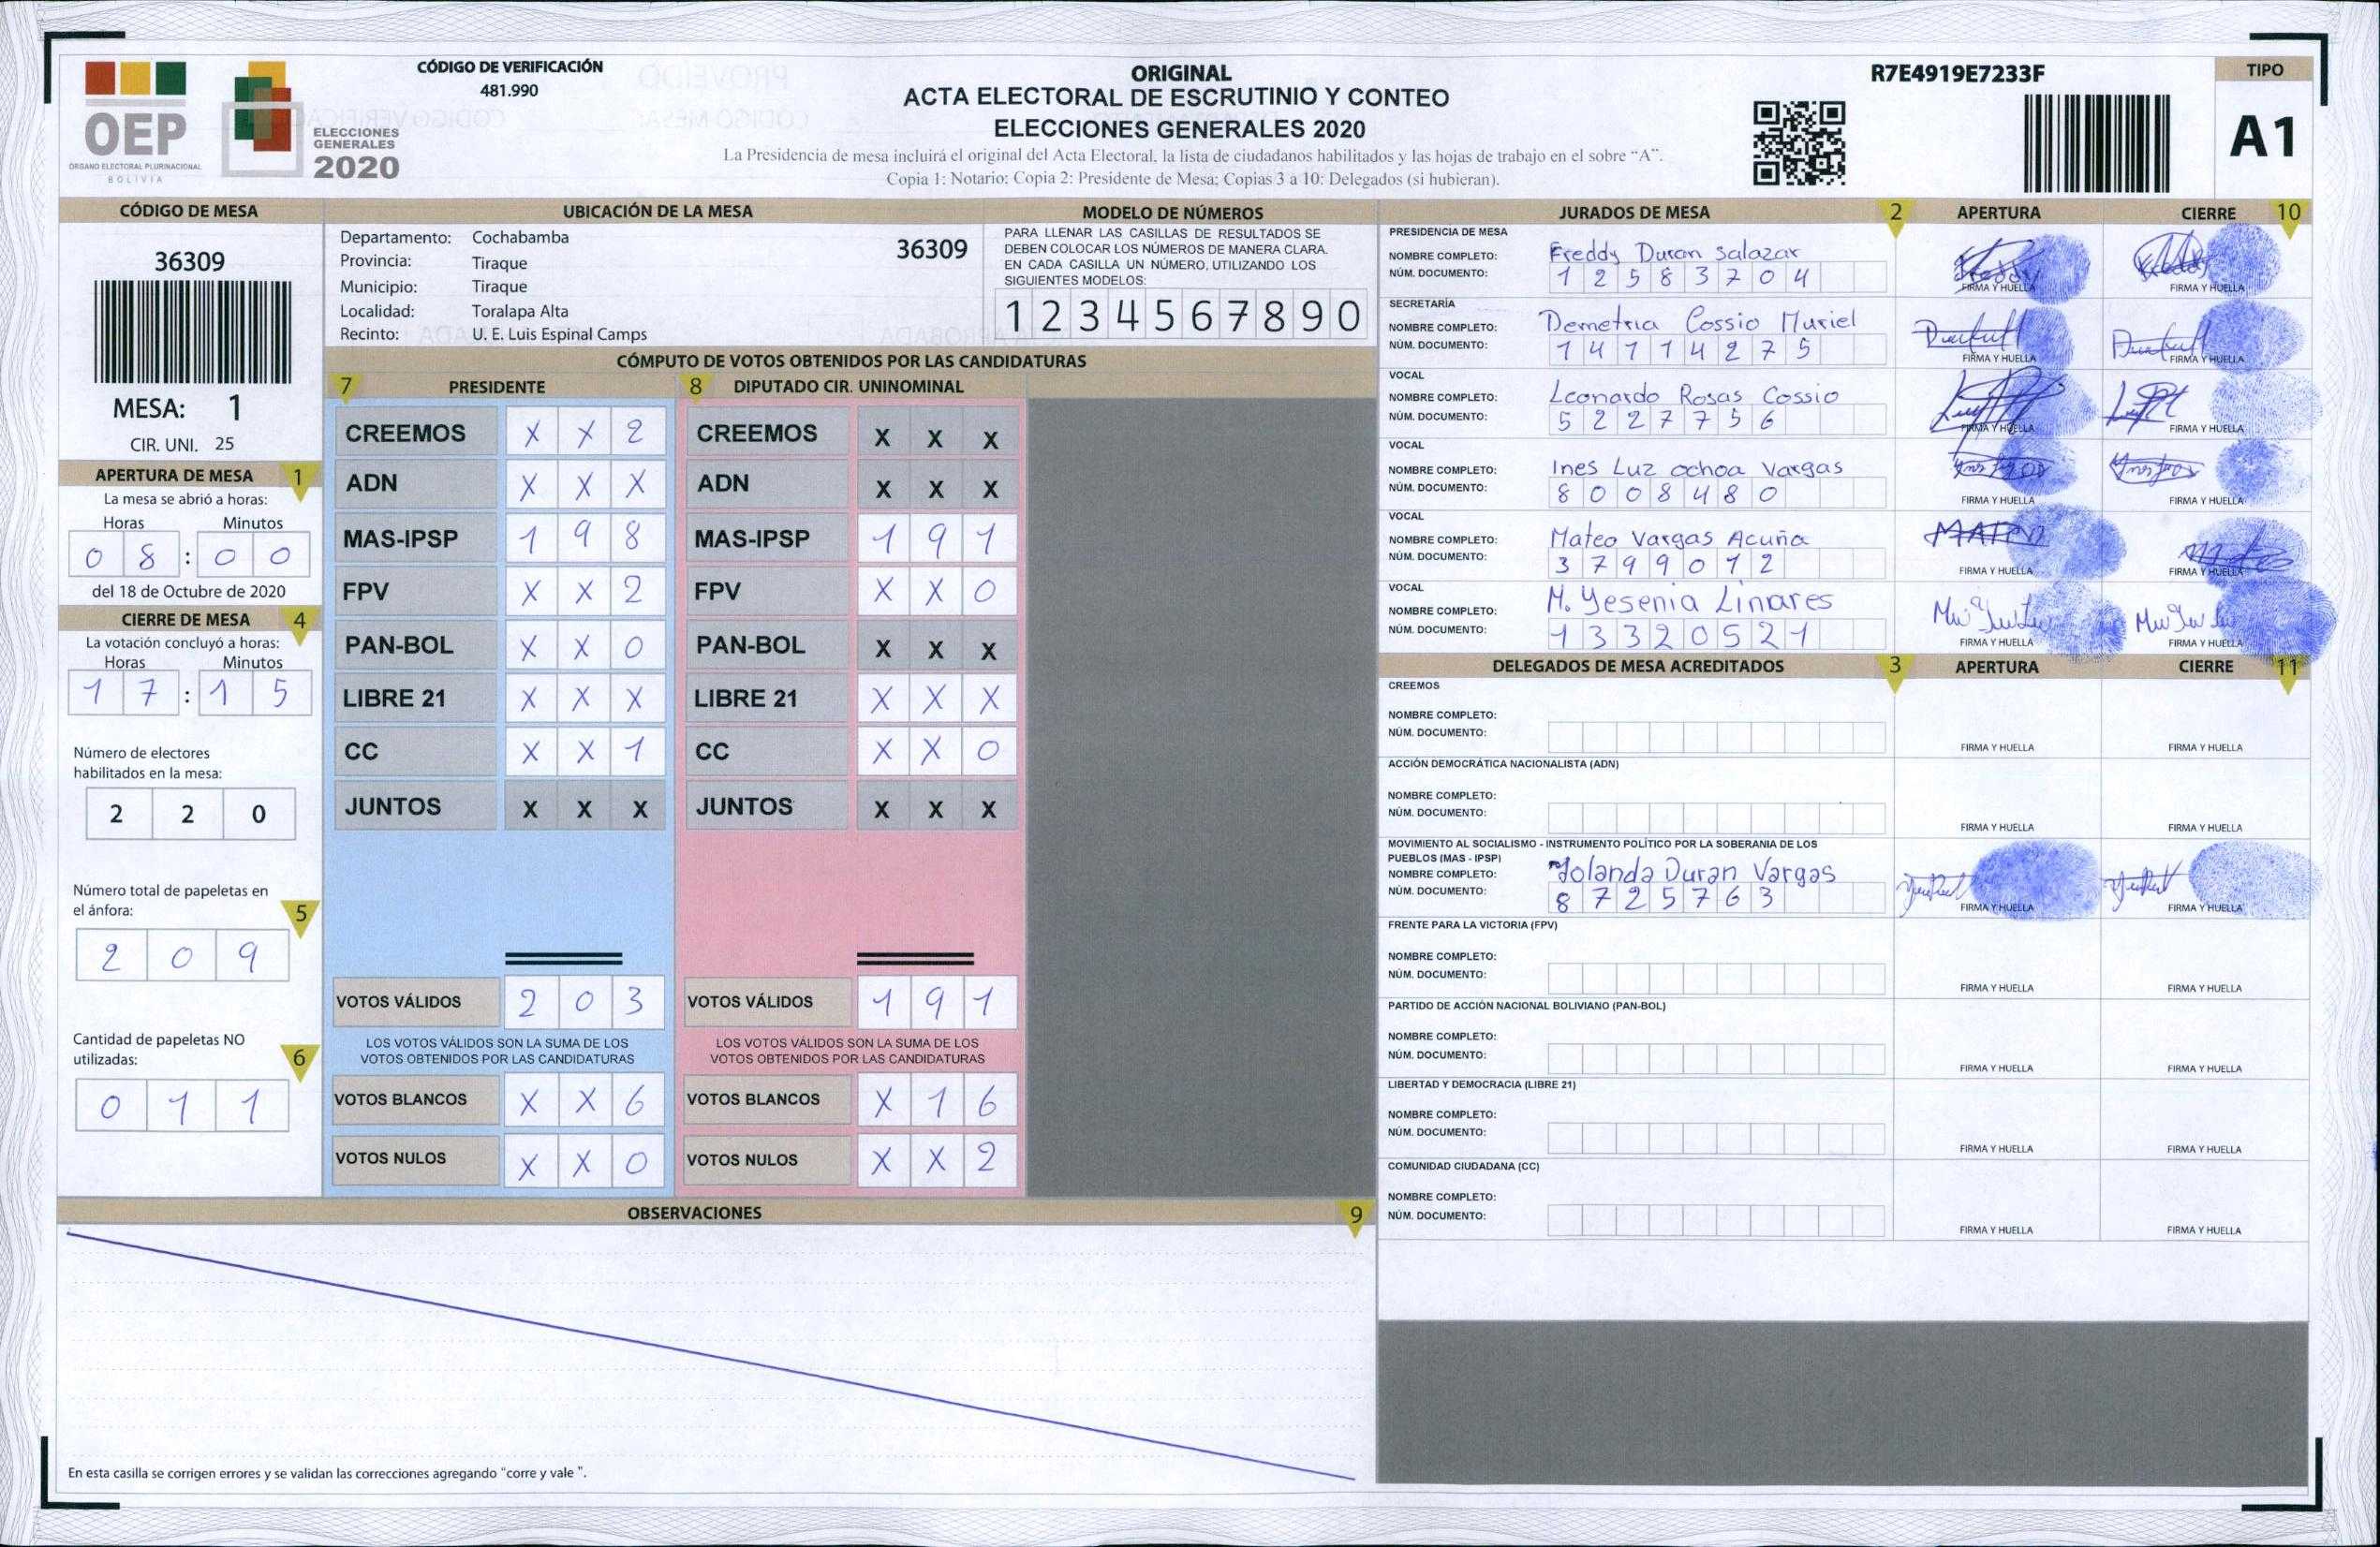 CÓDIGO DE VERIFICACIÓN
481.990
OEP
ÓRGANO ELECTORAL PLURINACIONAL
BOLIVIA
ELECCIONES
GENERALES
2020
ORIGINAL
ACTA ELECTORAL DE ESCRUTINIO Y CONTEO
ELECCIONES GENERALES 2020
La Presidencia de mesa incluirá el original del Acta Electoral, la lista de ciudadanos habilitados y las hojas de trabajo en el sobre “A”.
Copia 1: Notario; Copia 2: Presidente de Mesa; Copias 3 a 10: Delegados (si hubieran).
R7E4919E7233F
TIPO
A1
CÓDIGO DE MESA
36309
MESA: 1
CIR. UNI. 25
APERTURA DE MESA 1
La mesa se abrió a horas:
Horas Minutos
0 8 : 0 0
del 18 de Octubre de 2020
CIERRE DE MESA 4
La votación concluyó a horas:
Horas Minutos
1 7 : 1 5
Número de electores
habilitados en la mesa:
2 2 0
Número total de papeletas en
el ánfora: 5
2 0 9
Cantidad de papeletas NO
utilizadas: 6
0 1 1
UBICACIÓN DE LA MESA
Departamento: Cochabamba
Provincia: Tiraque
Municipio: Tiraque
Localidad: Toralapa Alta
Recinto: U. E. Luis Espinal Camps
36309
MODELO DE NÚMEROS
PARA LLENAR LAS CASILLAS DE RESULTADOS SE
DEBEN COLOCAR LOS NÚMEROS DE MANERA CLARA.
EN CADA CASILLA UN NÚMERO, UTILIZANDO LOS
SIGUIENTES MODELOS:
1 2 3 4 5 6 7 8 9 0
CÓMPUTO DE VOTOS OBTENIDOS POR LAS CANDIDATURAS
7 PRESIDENTE 8 DIPUTADO CIR. UNINOMINAL
CREEMOS X X 2 CREEMOS X X X
ADN X X X ADN X X X
MAS-IPSP 1 9 8 MAS-IPSP 1 9 1
FPV X X 2 FPV X X 0
PAN-BOL X X 0 PAN-BOL X X X
LIBRE 21 X X X LIBRE 21 X X X
CC X X 1 CC X X 0
JUNTOS X X X JUNTOS X X X
VOTOS VÁLIDOS 2 0 3 VOTOS VÁLIDOS 1 9 1
LOS VOTOS VÁLIDOS SON LA SUMA DE LOS LOS VOTOS VÁLIDOS SON LA SUMA DE LOS
VOTOS OBTENIDOS POR LAS CANDIDATURAS VOTOS OBTENIDOS POR LAS CANDIDATURAS
VOTOS BLANCOS X X 6 VOTOS BLANCOS X 1 6
VOTOS NULOS X X 0 VOTOS NULOS X X 2
OBSERVACIONES 9
En esta casilla se corrigen errores y se validan las correcciones agregando “corre y vale ”.
JURADOS DE MESA 2 APERTURA CIERRE 10
PRESIDENCIA DE MESA
NOMBRE COMPLETO: Freddy Duran Salazar
NÚM. DOCUMENTO: 1 2 5 8 3 7 0 4
FIRMA Y HUELLA FIRMA Y HUELLA
SECRETARÍA
NOMBRE COMPLETO: Demetria Cossio Muriel
NÚM. DOCUMENTO: 1 4 1 1 4 2 7 5
FIRMA Y HUELLA FIRMA Y HUELLA
VOCAL
NOMBRE COMPLETO: Leonardo Rosas Cossio
NÚM. DOCUMENTO: 5 2 2 7 7 5 6
FIRMA Y HUELLA FIRMA Y HUELLA
VOCAL
NOMBRE COMPLETO: Ines Luz ochoa Vargas
NÚM. DOCUMENTO: 8 0 0 8 4 8 0
FIRMA Y HUELLA FIRMA Y HUELLA
VOCAL
NOMBRE COMPLETO: Mateo Vargas Acuña
NÚM. DOCUMENTO: 3 7 9 9 0 1 2
FIRMA Y HUELLA FIRMA Y HUELLA
VOCAL
NOMBRE COMPLETO: M. Yesenia Linares
NÚM. DOCUMENTO: 1 3 3 2 0 5 2 1
FIRMA Y HUELLA FIRMA Y HUELLA
DELEGADOS DE MESA ACREDITADOS 3 APERTURA CIERRE 11
CREEMOS
NOMBRE COMPLETO:
NÚM. DOCUMENTO:
FIRMA Y HUELLA FIRMA Y HUELLA
ACCIÓN DEMOCRÁTICA NACIONALISTA (ADN)
NOMBRE COMPLETO:
NÚM. DOCUMENTO:
FIRMA Y HUELLA FIRMA Y HUELLA
MOVIMIENTO AL SOCIALISMO - INSTRUMENTO POLÍTICO POR LA SOBERANIA DE LOS
PUEBLOS (MAS - IPSP)
NOMBRE COMPLETO: Yolanda Duran Vargas
NÚM. DOCUMENTO: 8 7 2 5 7 6 3
FIRMA Y HUELLA FIRMA Y HUELLA
FRENTE PARA LA VICTORIA (FPV)
NOMBRE COMPLETO:
NÚM. DOCUMENTO:
FIRMA Y HUELLA FIRMA Y HUELLA
PARTIDO DE ACCIÓN NACIONAL BOLIVIANO (PAN-BOL)
NOMBRE COMPLETO:
NÚM. DOCUMENTO:
FIRMA Y HUELLA FIRMA Y HUELLA
LIBERTAD Y DEMOCRACIA (LIBRE 21)
NOMBRE COMPLETO:
NÚM. DOCUMENTO:
FIRMA Y HUELLA FIRMA Y HUELLA
COMUNIDAD CIUDADANA (CC)
NOMBRE COMPLETO:
NÚM. DOCUMENTO:
FIRMA Y HUELLA FIRMA Y HUELLA